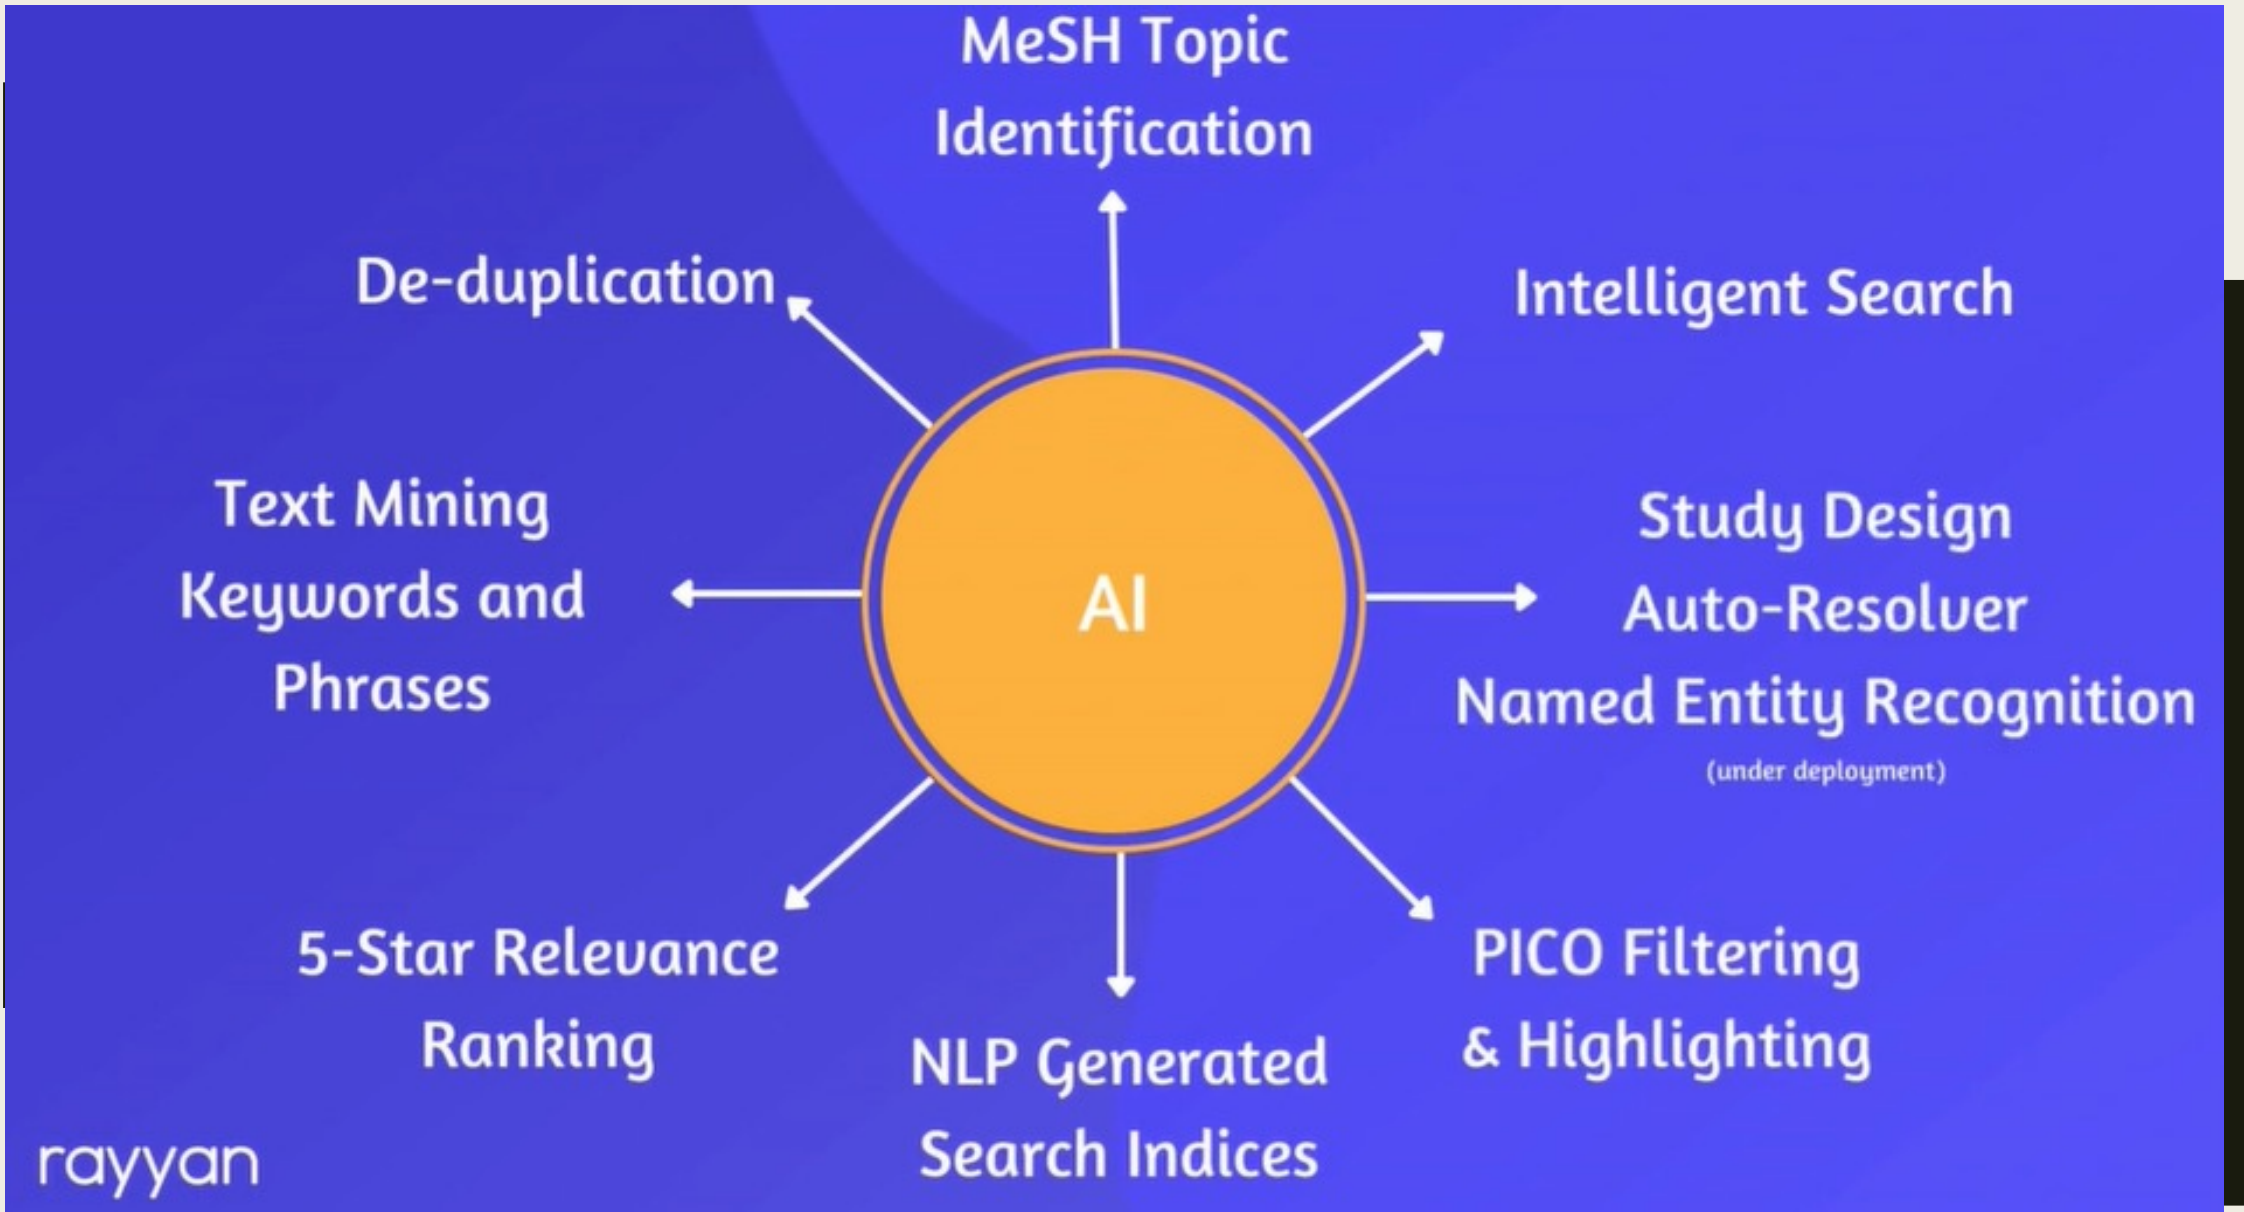 MeSH Topic
Identification
De-duplication
Intelligent Search
Text Mining
Keywords and
Phrases
AI
Study Design
Auto-Resolver
Named Entity Recognition
(under deployment)
5-Star Relevance
Ranking
NLP Generated
Search Indices
PICO Filtering
& Highlighting
rayyan